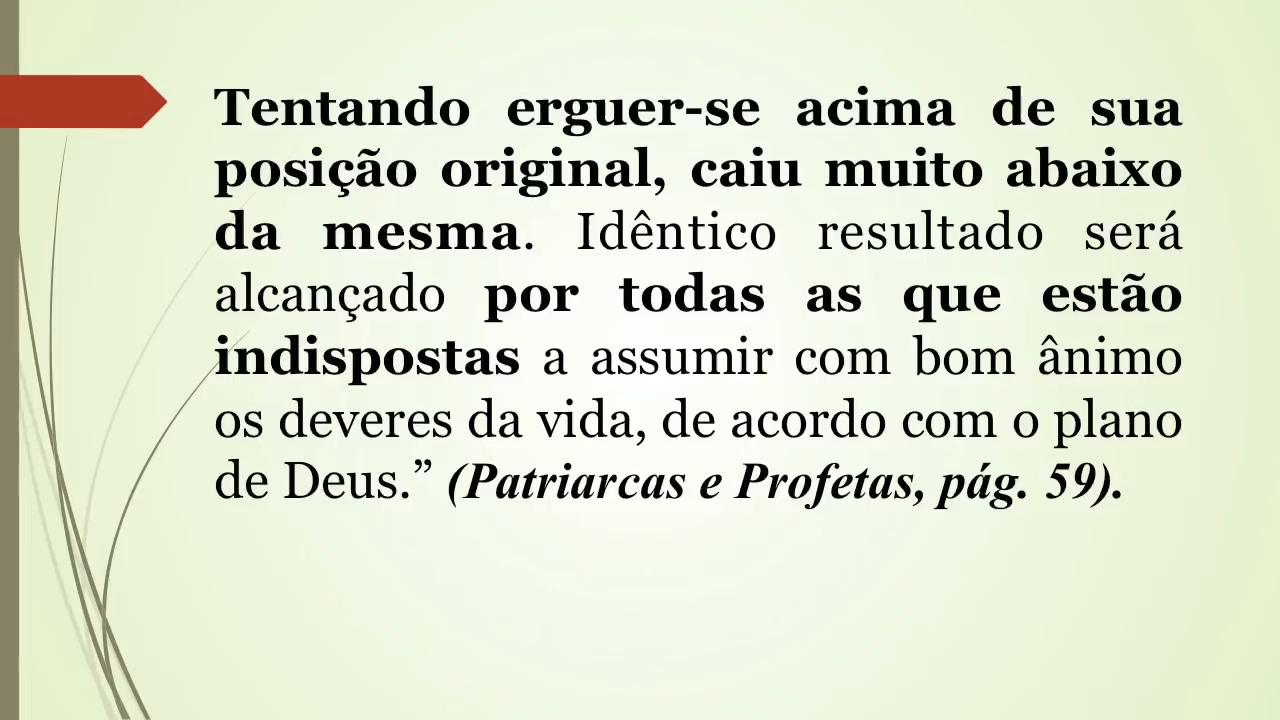 Tentando erguer-se acima de sua
posição original, caiu muito abaixo
da mesma. Idêntico resultado será
alcançado por todas as que estão
indispostas a assumir com bom ânimo
os deveres da vida, de acordo com o plano
de Deus.” (Patriarcas e Profetas, pág. 59).